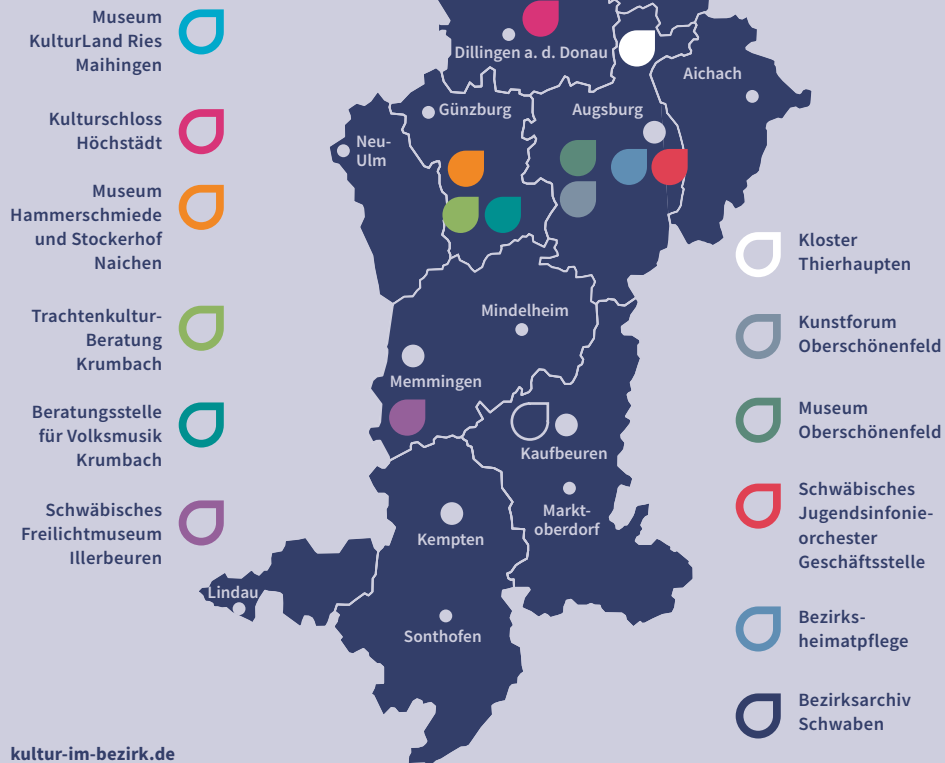 Museum
KulturLand Ries
Maihingen
Kulturschloss
Höchstädt
Museum
Hammerschmiede
und Stockerhof
Naichen
Trachtenkultur-
Beratung
Krumbach
Beratungsstelle
für Volksmusik
Krumbach
Schwäbisches
Freilichtmuseum
Illerbeuren
Dillingen a. d. Donau
Aichach
Günzburg
Augsburg
Neu-
Ulm
Mindelheim
Memmingen
Kaufbeuren
Markt-
oberdorf
Kempten
Lindau
Sonthofen
Kloster
Thierhaupten
Kunstforum
Oberschönenfeld
Museum
Oberschönenfeld
Schwäbisches
Jugendsinfonie-
orchester
Geschäftsstelle
Bezirks-
heimatpflege
Bezirksarchiv
Schwaben
kultur-im-bezirk.de